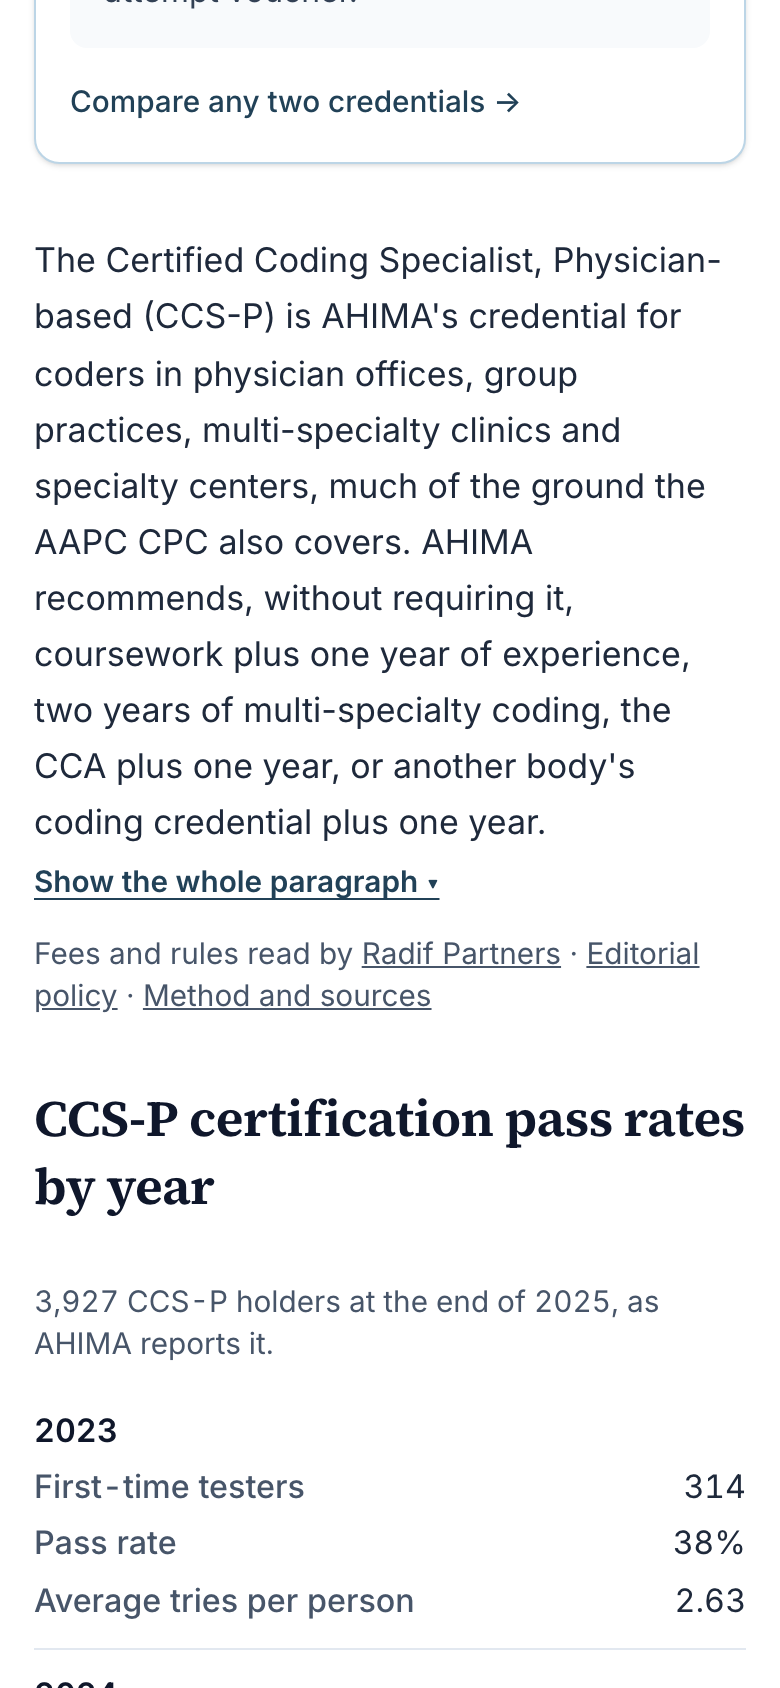 Compare any two credentials →
The Certified Coding Specialist, Physician-
based (CCS-P) is AHIMA's credential for
coders in physician offices, group
practices, multi-specialty clinics and
specialty centers, much of the ground the
AAPC CPC also covers. AHIMA
recommends, without requiring it,
coursework plus one year of experience,
two years of multi-specialty coding, the
CCA plus one year, or another body's
coding credential plus one year.
Show the whole paragraph ▾
Fees and rules read by Radif Partners · Editorial
policy · Method and sources
CCS-P certification pass rates
by year
3,927 CCS-P holders at the end of 2025, as
AHIMA reports it.
2023
First-time testers 314
Pass rate 38%
Average tries per person 2.63